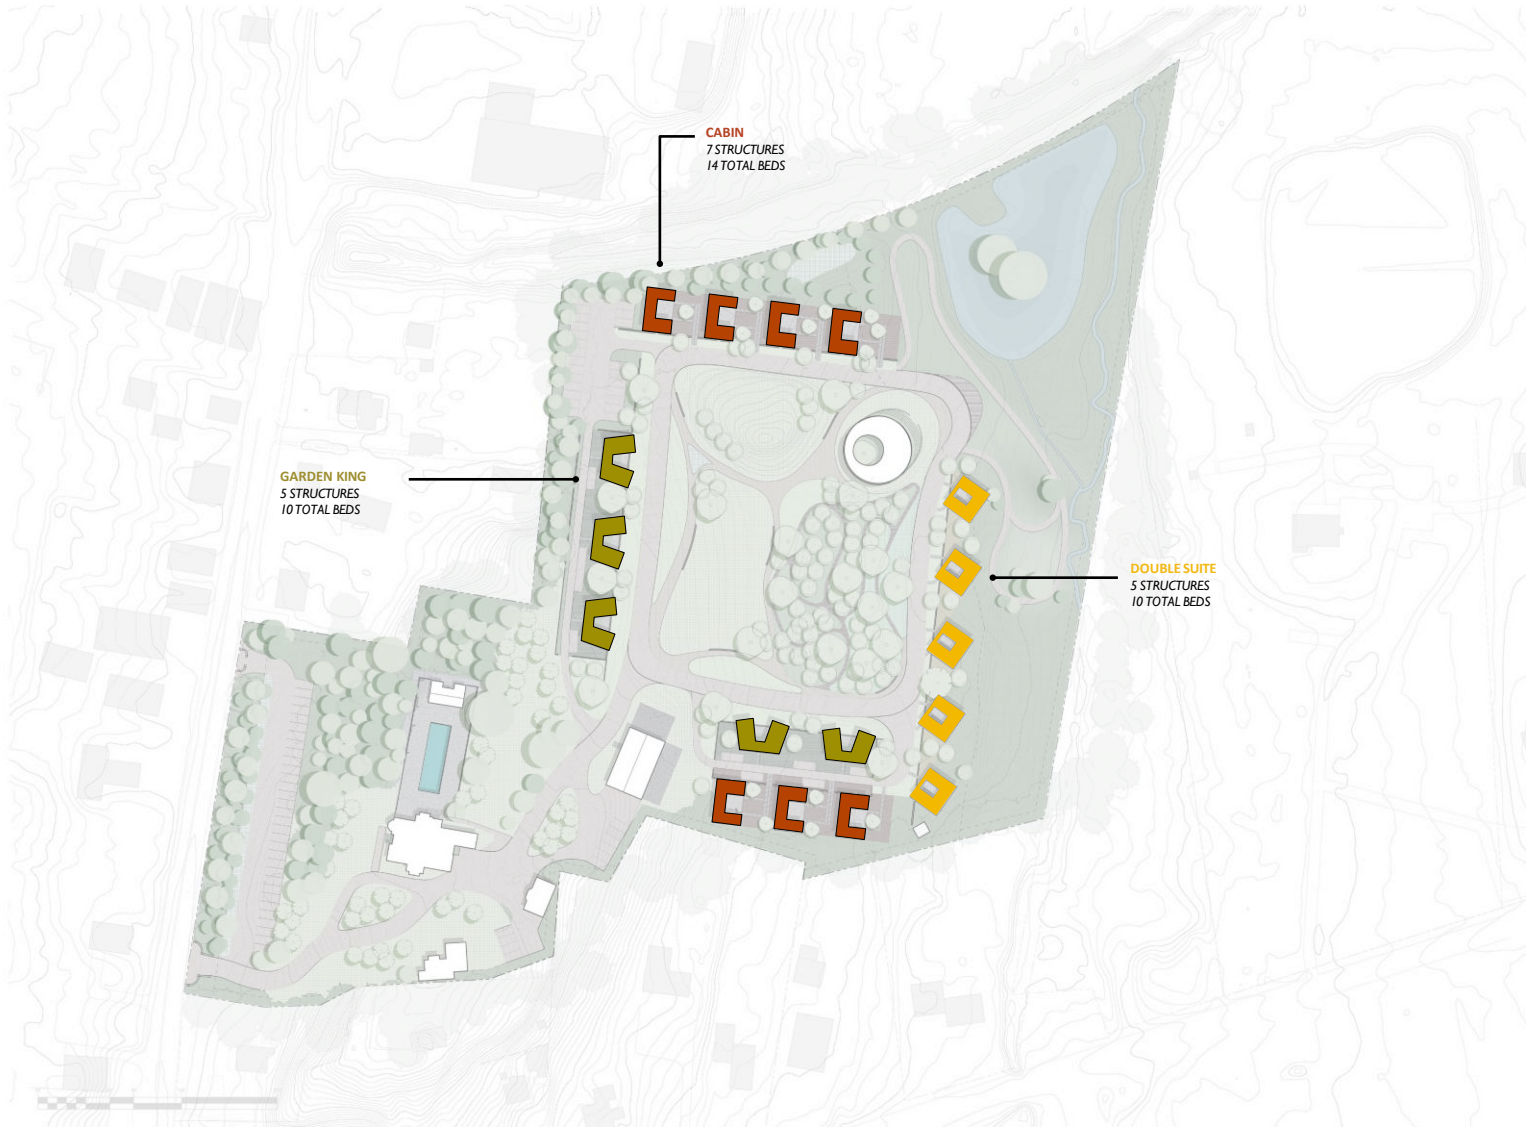 CABIN
7 STRUCTURES
14 TOTAL BEDS
GARDEN KING
5 STRUCTURES
10 TOTAL BEDS
DOUBLE SUITE
5 STRUCTURES
10 TOTAL BEDS